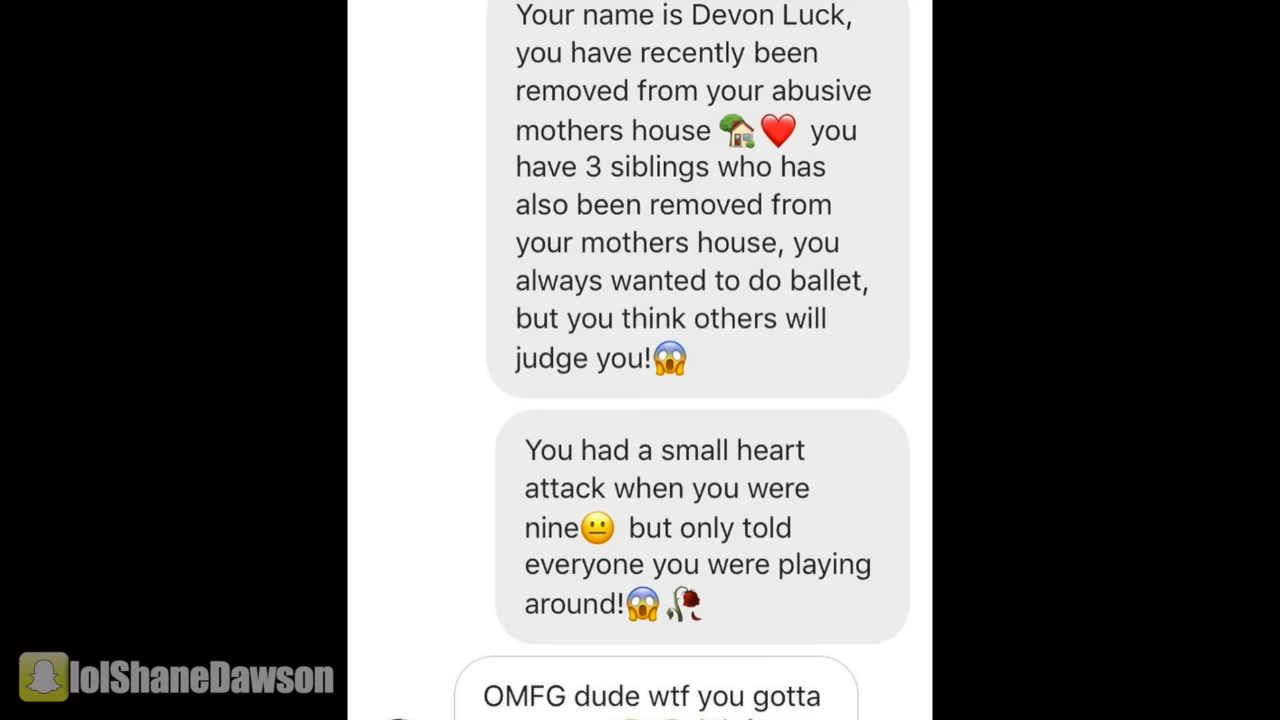 Your name is Devon Luck,
you have recently been
removed from your abusive
mothers house 🏡❤️ you
have 3 siblings who has
also been removed from
your mothers house, you
always wanted to do ballet,
but you think others will
judge you!😱
You had a small heart
attack when you were
nine😐 but only told
everyone you were playing
around!😱🥀
lolShaneDawson
OMFG dude wtf you gotta